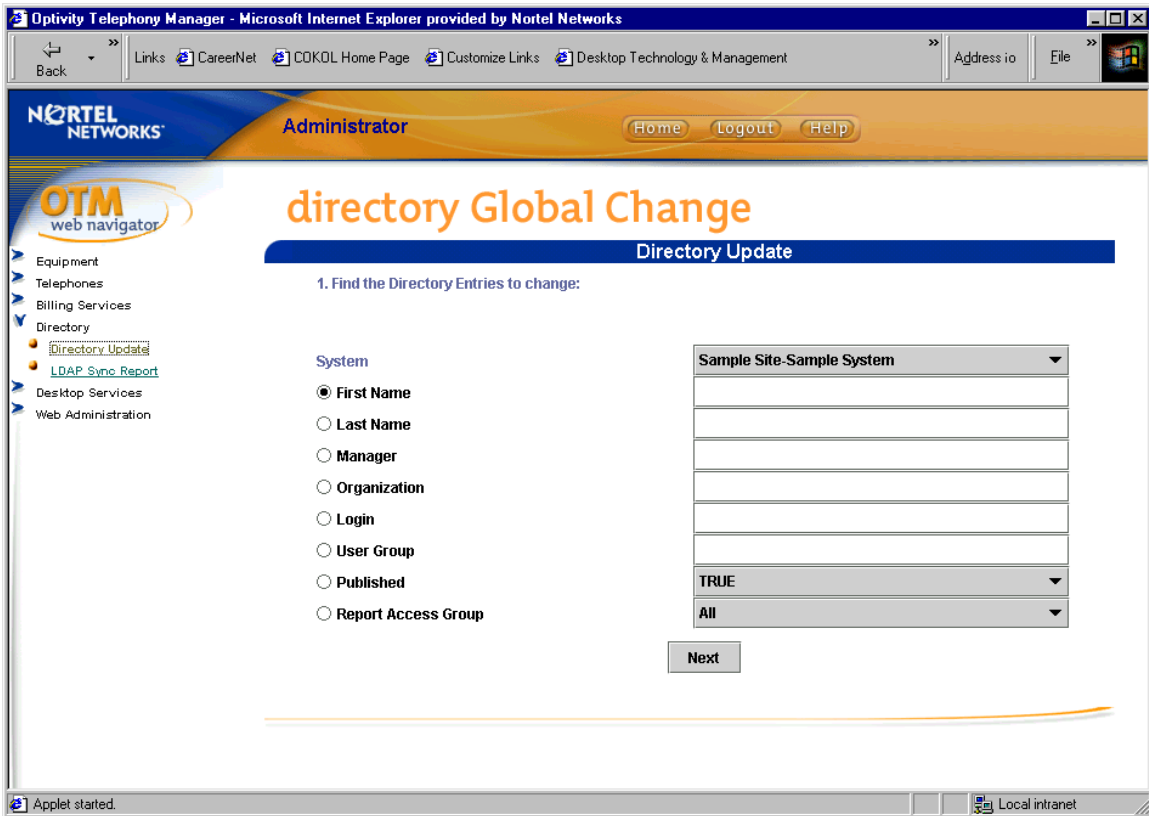 Optivity Telephony Manager - Microsoft Internet Explorer provided by Nortel Networks
Back
Links CareerNet COKOL Home Page Customize Links Desktop Technology & Management
Address io
File
NORTEL
NETWORKS
Administrator
Home Logout Help
OTM
web navigator
Equipment
Telephones
Billing Services
Directory
Directory Update
LDAP Sync Report
Desktop Services
Web Administration
directory Global Change
Directory Update
1. Find the Directory Entries to change:
System Sample Site-Sample System
First Name
Last Name
Manager
Organization
Login
User Group
Published TRUE
Report Access Group All
Next
Applet started.
Local intranet